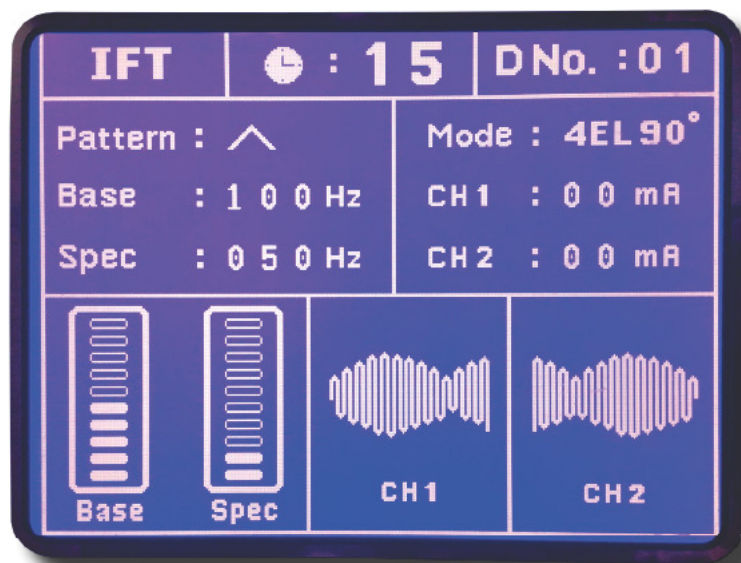 IFT : 15 D No. :01
Pattern :
Base : 100 Hz
Spec : 050 Hz
Mode : 4EL90°
CH1 : 00 mA
CH2 : 00 mA
Base Spec CH1 CH2